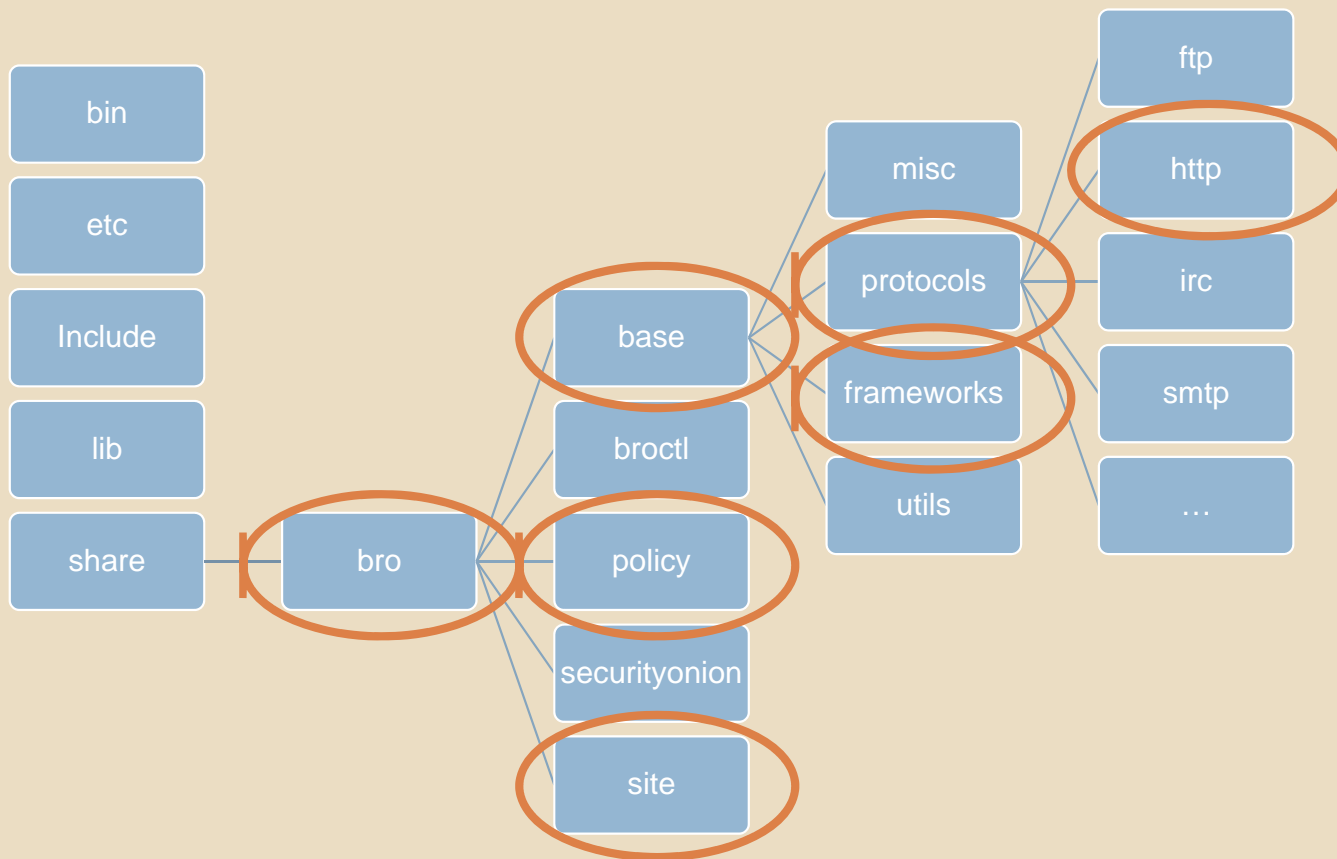 bin
etc
Include
lib
share
bro
base
broctl
policy
securityonion
site
misc
protocols
frameworks
utils
ftp
http
irc
smtp
…